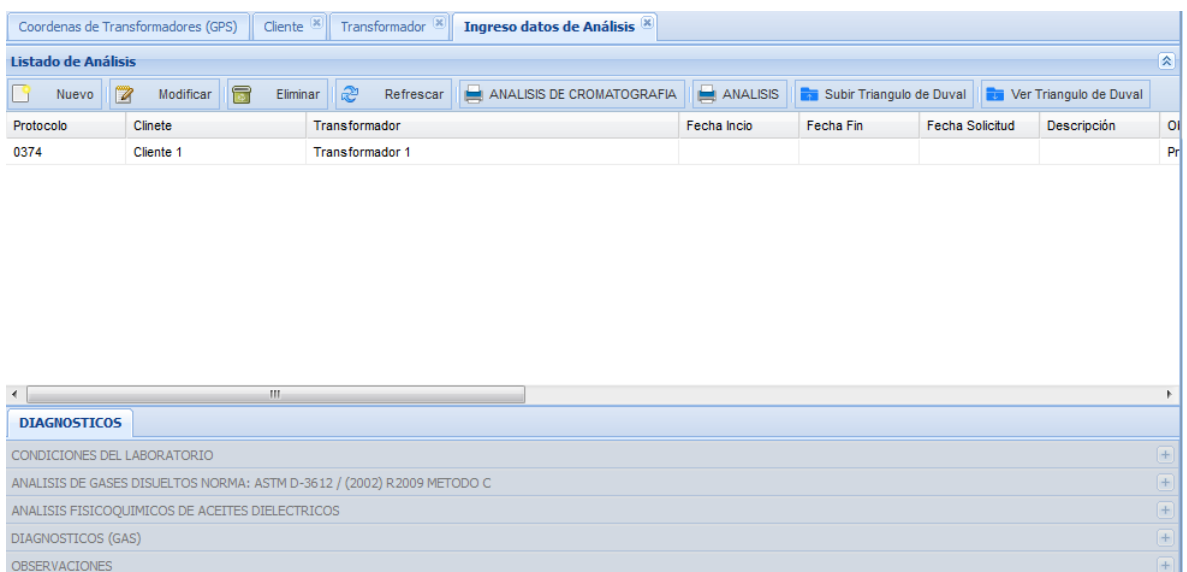 Coordenas de Transformadores (GPS) Cliente Transformador Ingreso datos de Análisis
Listado de Análisis
Nuevo Modificar Eliminar Refrescar ANALISIS DE CROMATOGRAFIA ANALISIS Subir Triangulo de Duval Ver Triangulo de Duval
Protocolo Clinete Transformador Fecha Incio Fecha Fin Fecha Solicitud Descripción
0374 Cliente 1 Transformador 1 Pr
DIAGNOSTICOS
CONDICIONES DEL LABORATORIO
ANALISIS DE GASES DISUELTOS NORMA: ASTM D-3612 / (2002) R2009 METODO C
ANALISIS FISICOQUIMICOS DE ACEITES DIELECTRICOS
DIAGNOSTICOS (GAS)
OBSERVACIONES